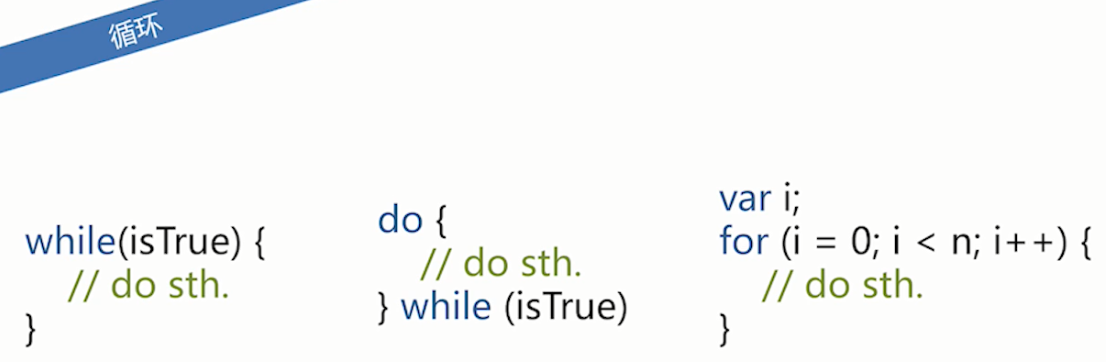 循环
while(isTrue) {
// do sth.
}
do {
// do sth.
} while (isTrue)
var i;
for (i = 0; i < n; i++) {
// do sth.
}